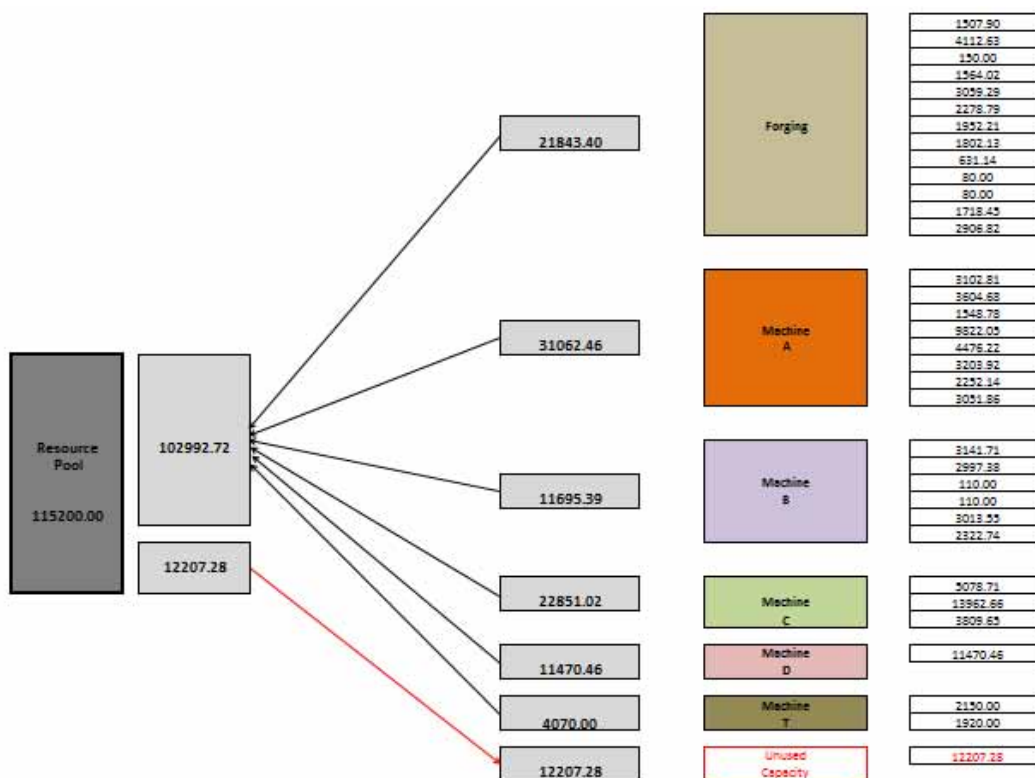 Resource
Pool
115200.00
102992.72
12207.28
21843.40
31062.46
11695.39
22851.02
11470.46
4070.00
12207.28
Forging
Machine
A
Machine
B
Machine
C
Machine
D
Machine
T
Unused
Capacity
1507.90
4112.63
150.00
1564.02
3059.29
2278.79
1952.21
1802.13
631.14
80.00
80.00
1718.45
2906.82
3102.81
3604.68
1548.78
9822.05
4476.22
3203.92
2252.14
3051.86
3141.71
2997.38
110.00
110.00
3013.55
2322.74
5078.71
13962.66
3809.65
11470.46
2150.00
1920.00
12207.28